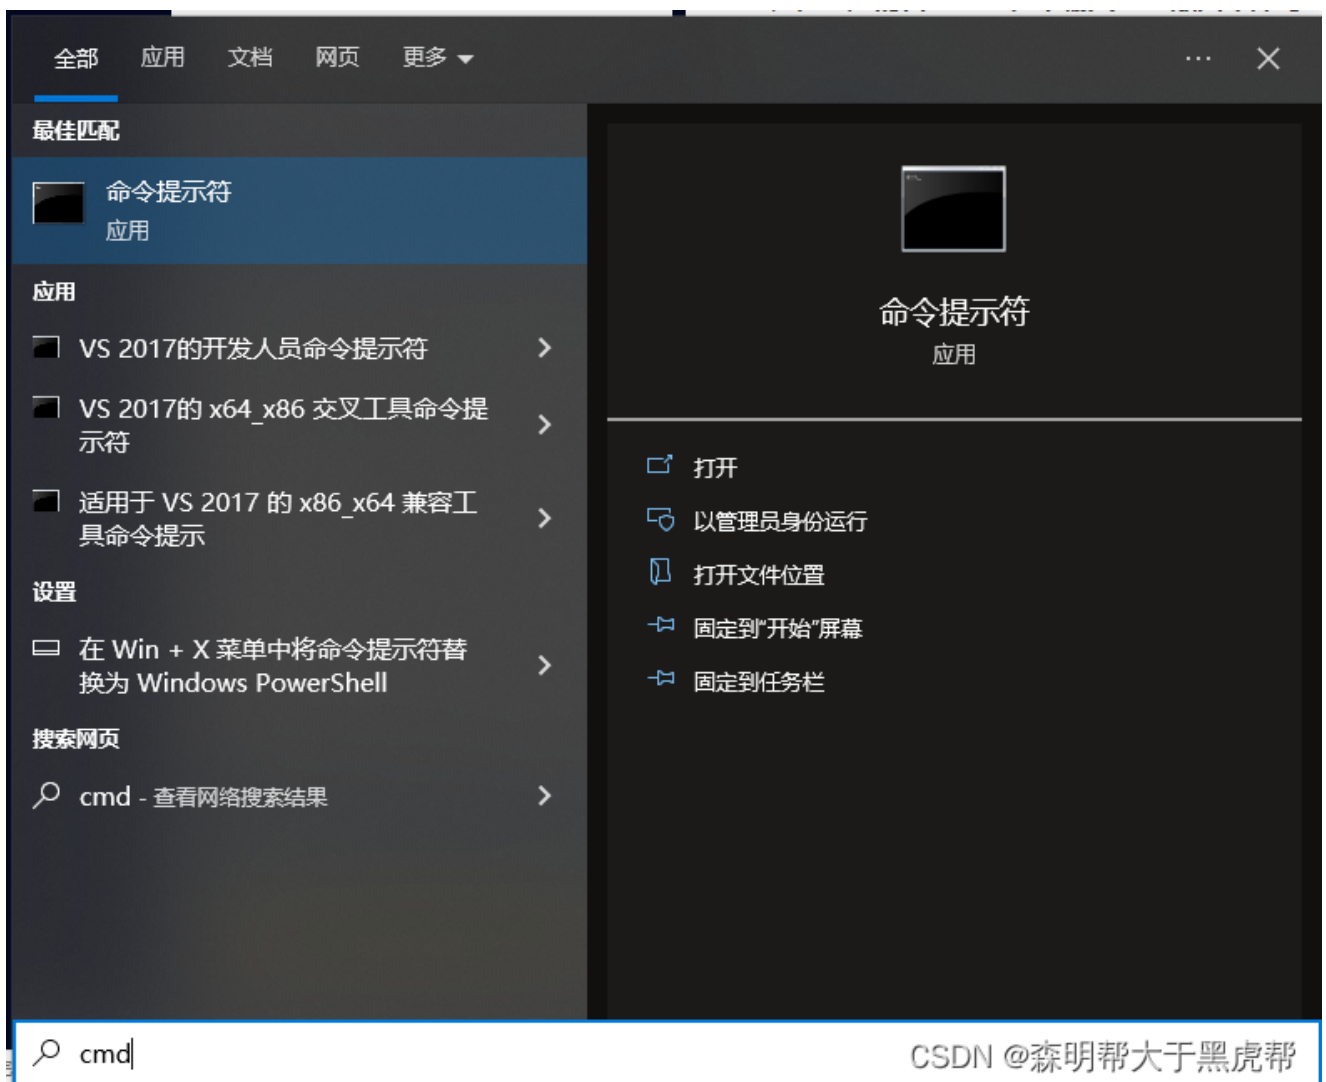 全部 应用 文档 网页 更多
最佳匹配
命令提示符
应用
应用
VS 2017的开发人员命令提示符
VS 2017的 x64_x86 交叉工具命令提
示符
适用于 VS 2017 的 x86_x64 兼容工
具命令提示
设置
在 Win + X 菜单中将命令提示符替
换为 Windows PowerShell
搜索网页
cmd - 查看网络搜索结果
命令提示符
应用
打开
以管理员身份运行
打开文件位置
固定到“开始”屏幕
固定到任务栏
cmd
CSDN @森明帮大于黑虎帮